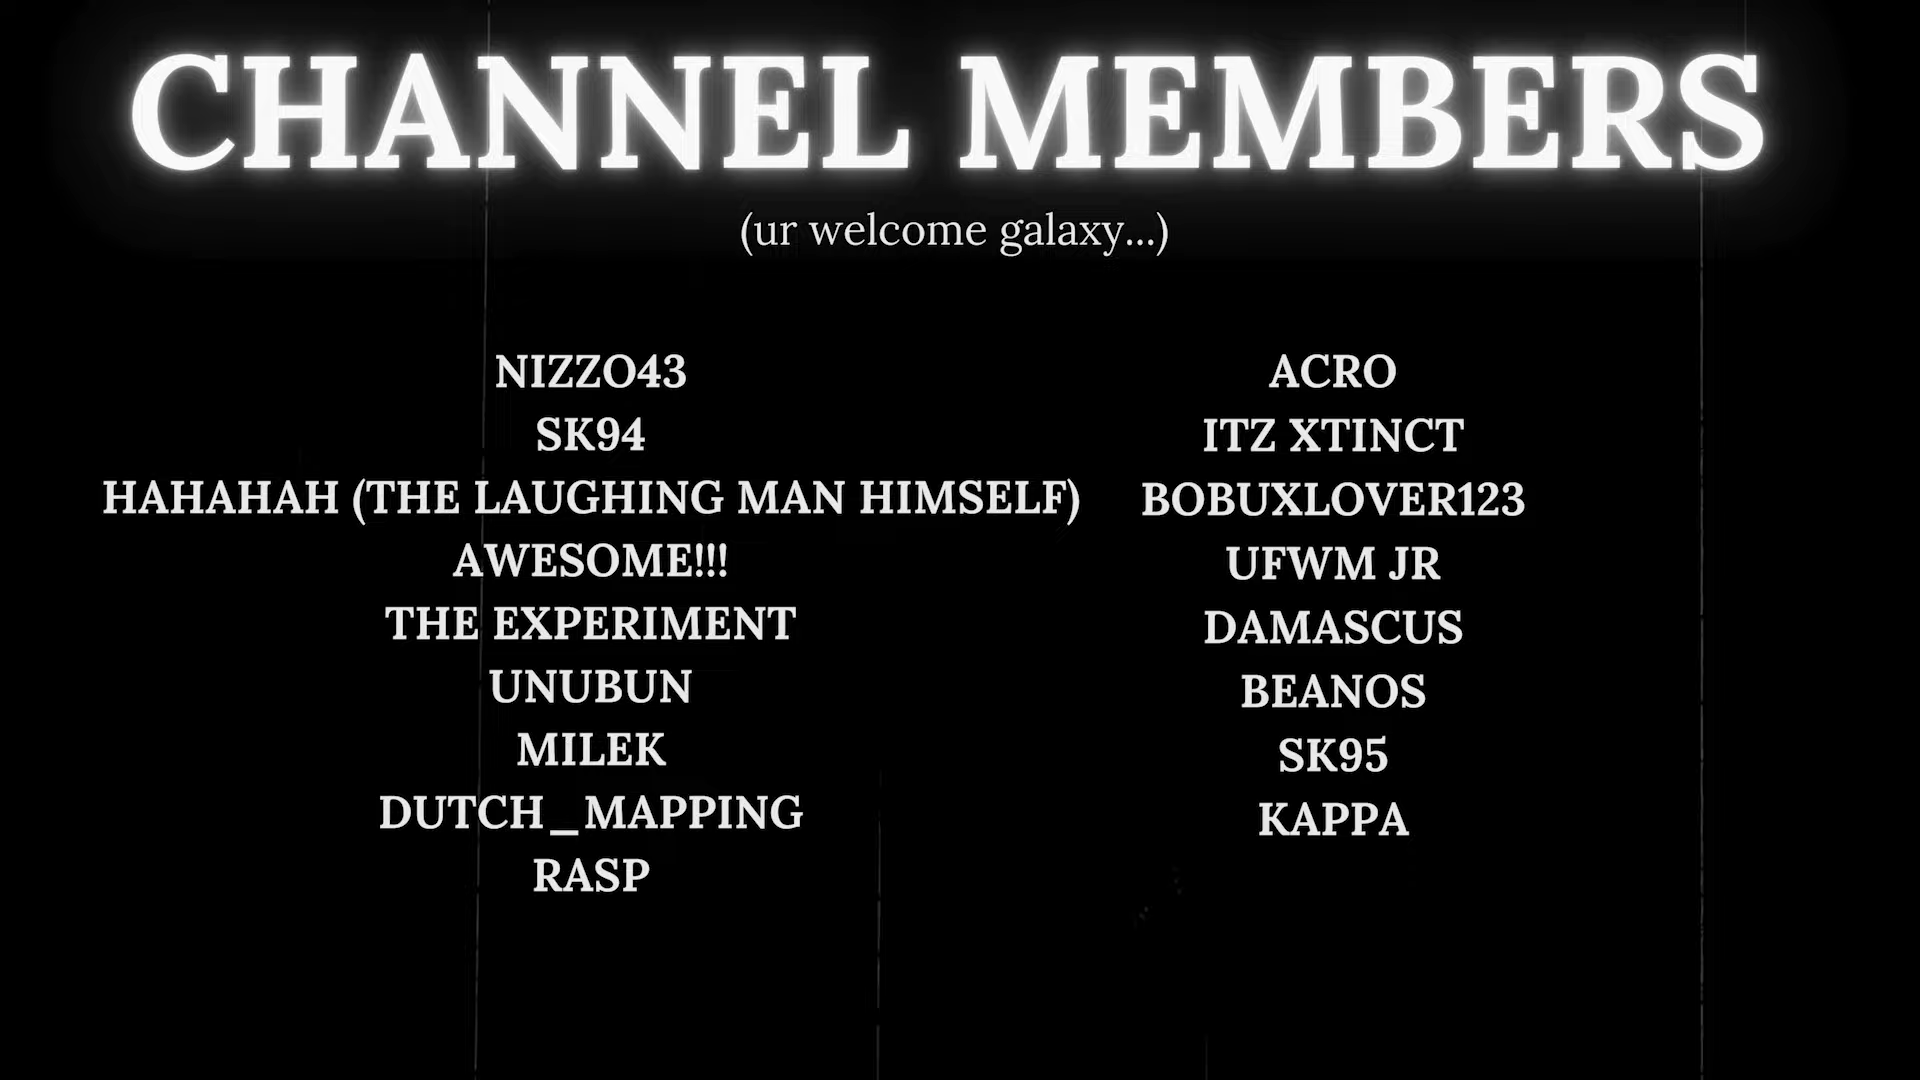 CHANNEL MEMBERS
(ur welcome galaxy...)
NIZZO43
SK94
HAHAHAH (THE LAUGHING MAN HIMSELF)
AWESOME!!!
THE EXPERIMENT
UNUBUN
MILEK
DUTCH_MAPPING
RASP
ACRO
ITZ XTINCT
BOBUXLOVER123
UFWM JR
DAMASCUS
BEANOS
SK95
KAPPA